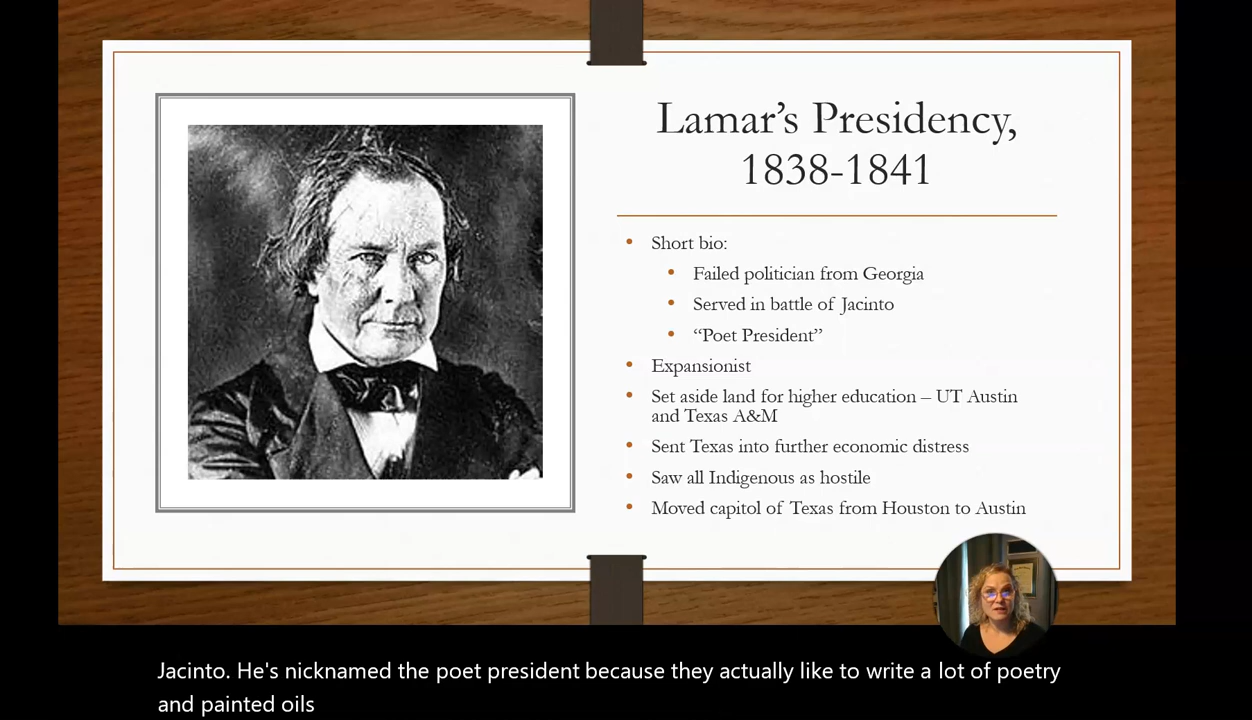 Lamar’s Presidency,
1838-1841
Short bio:
Failed politician from Georgia
Served in battle of Jacinto
“Poet President”
Expansionist
Set aside land for higher education – UT Austin
and Texas A&M
Sent Texas into further economic distress
Saw all Indigenous as hostile
Moved capitol of Texas from Houston to Austin
Jacinto. He's nicknamed the poet president because they actually like to write a lot of poetry
and painted oils